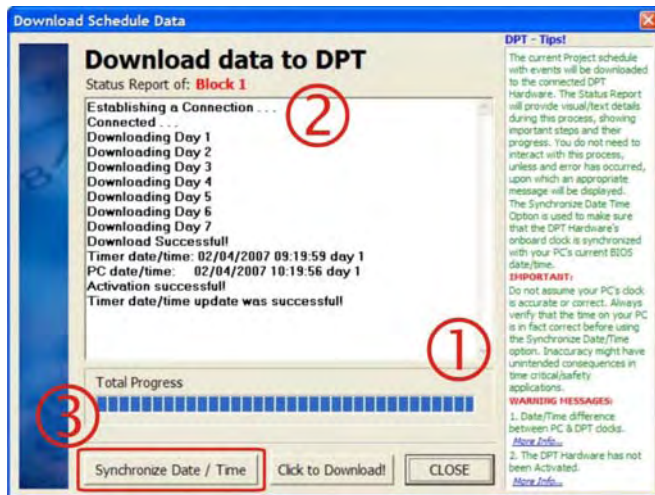 Download Schedule Data
Download data to DPT
Status Report of: Block 1
Establishing a Connection . . .
Connected . . .
Downloading Day 1
Downloading Day 2
Downloading Day 3
Downloading Day 4
Downloading Day 5
Downloading Day 6
Downloading Day 7
Download Successful!
Timer date/time: 02/04/2007 09:19:59 day 1
PC date/time: 02/04/2007 10:19:56 day 1
Activation successful!
Timer date/time update was successful!
2
1
Total Progress
3
Synchronize Date / Time
Click to Download!
CLOSE
DPT - Tips!
The current Project schedule
with events will be downloaded
to the connected DPT
Hardware. The Status Report
will provide visual/text details
during this process, showing
important steps and their
progress. You do not need to
interact with this process,
unless and error has occurred,
upon which an appropriate
message will be displayed.
The Synchronize Date Time
Option is used to make sure
that the DPT Hardware's
onboard clock is synchronized
with your PC's current BIOS
date/time.
IMPORTANT:
Do not assume your PC's clock
is accurate or correct. Always
verify that the time on your PC
is in fact correct before using
the Synchronize Date/Time
option. Inaccuracy might have
unintended consequences in
time critical/safety
applications.
WARNING MESSAGES:
1. Date/Time difference
between PC & DPT clocks.
More Info...
2. The DPT Hardware has not
been Activated.
More Info...